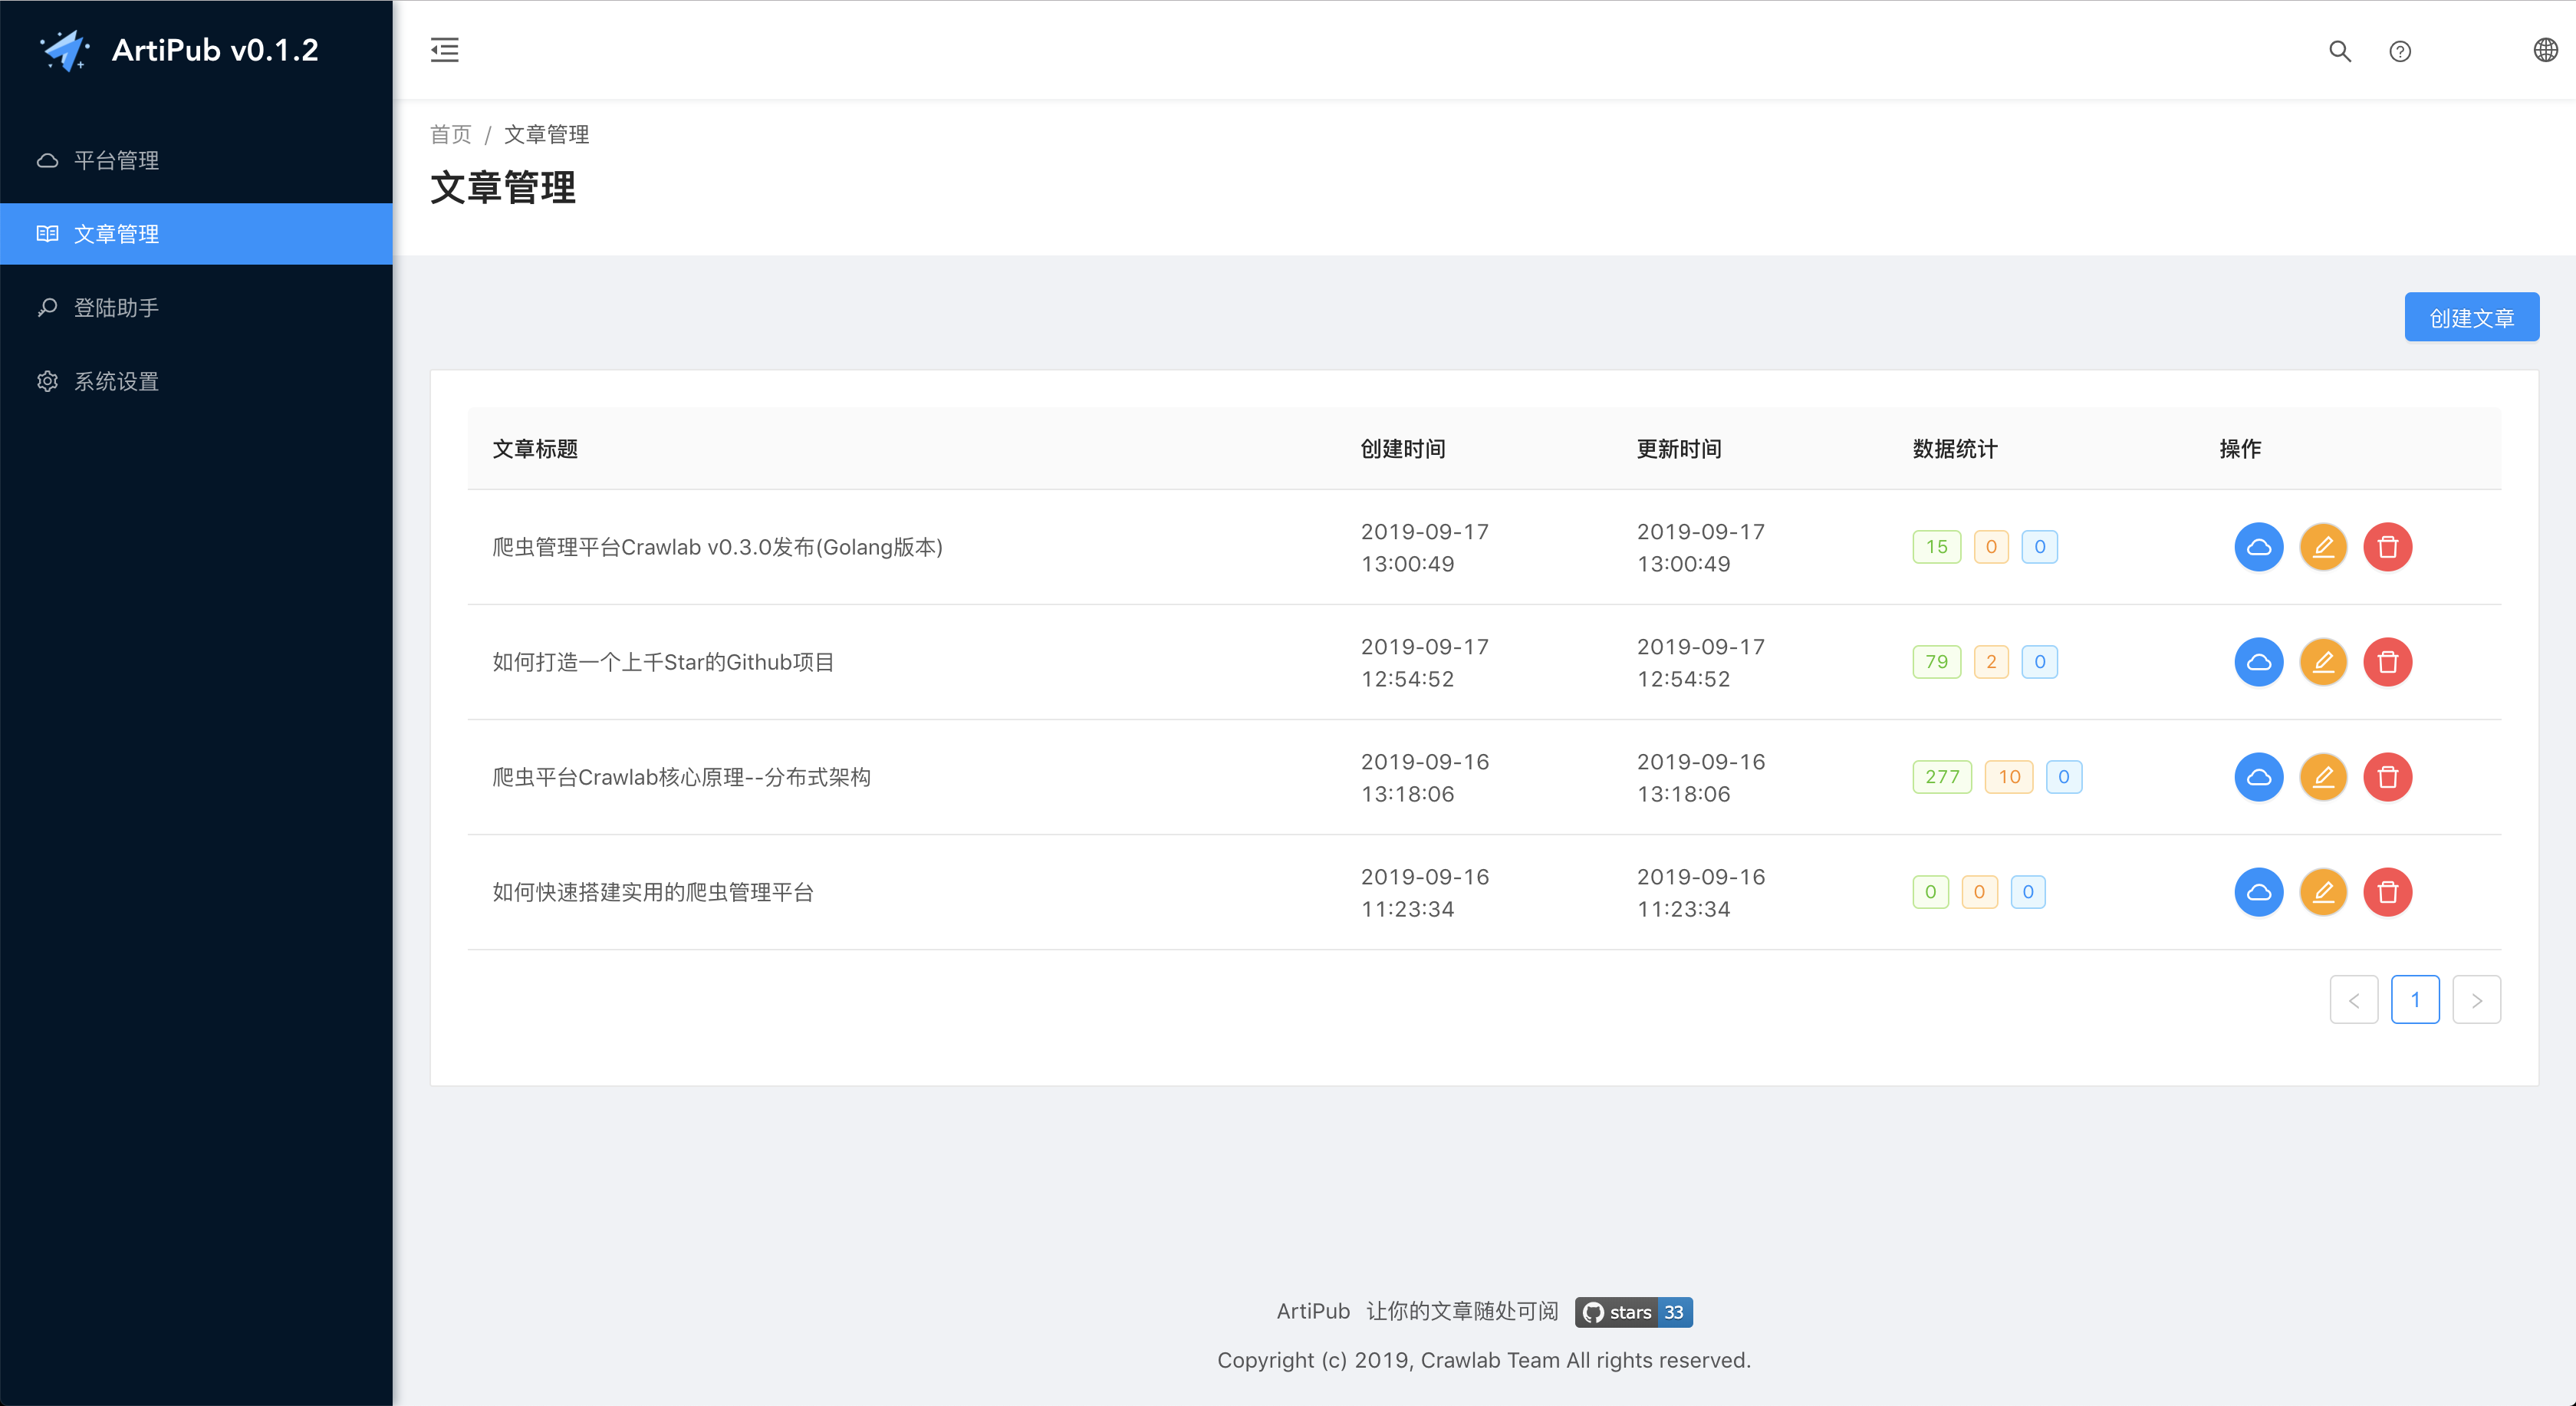 ArtiPub v0.1.2
平台管理
文章管理
登陆助手
系统设置
首页 / 文章管理
文章管理
创建文章
文章标题 创建时间 更新时间 数据统计 操作
爬虫管理平台Crawlab v0.3.0发布(Golang版本) 2019-09-17 13:00:49 2019-09-17 13:00:49 15 0 0
如何打造一个上千Star的Github项目 2019-09-17 12:54:52 2019-09-17 12:54:52 79 2 0
爬虫平台Crawlab核心原理--分布式架构 2019-09-16 13:18:06 2019-09-16 13:18:06 277 10 0
如何快速搭建实用的爬虫管理平台 2019-09-16 11:23:34 2019-09-16 11:23:34 0 0 0
< 1 >
ArtiPub 让你的文章随处可阅 stars 33
Copyright (c) 2019, Crawlab Team All rights reserved.